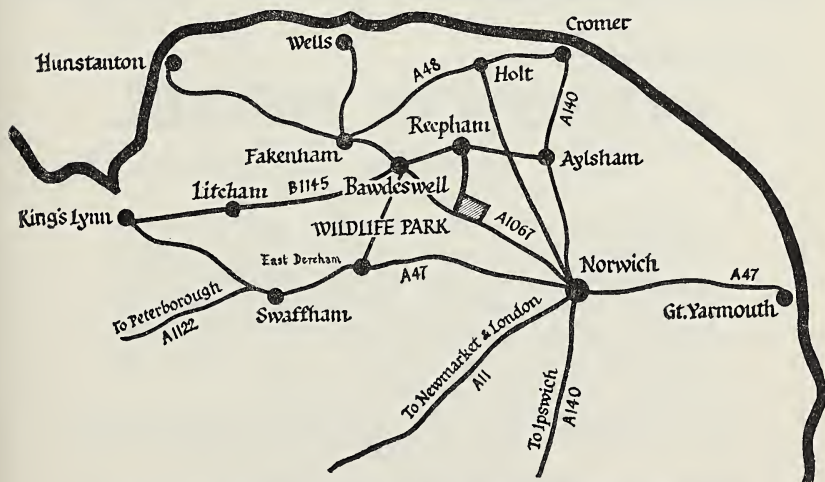 Cromer
Wells
Hunstanton
A48
Holt
A140
Reepham
Fakenham
Aylsham
Litcham
B1145
Bawdeswell
King's Lynn
WILDLIFE PARK
A1067
East Dereham
A47
Norwich
A47
To Peterborough
A1122
Swaffham
Gt. Yarmouth
To Newmarket & London
A11
To Ipswich
A140